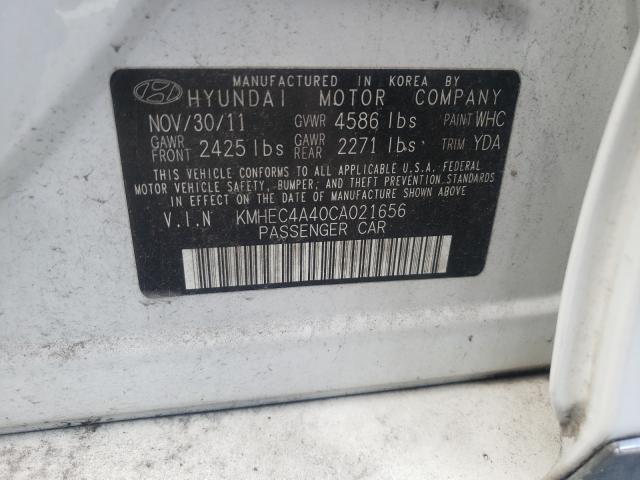 MANUFACTURED IN KOREA BY
HYUNDAI MOTOR COMPANY
NOV/30/11 GVWR 4586 lbs PAINT WHC
GAWR FRONT 2425 lbs GAWR REAR 2271 lbs TRIM YDA
THIS VEHICLE CONFORMS TO ALL APPLICABLE U.S.A. FEDERAL
MOTOR VEHICLE SAFETY, BUMPER, AND THEFT PREVENTION STANDARDS
IN EFFECT ON THE DATE OF MANUFACTURE SHOWN ABOVE
V.I.N KMHEC4A40CA021656
PASSENGER CAR